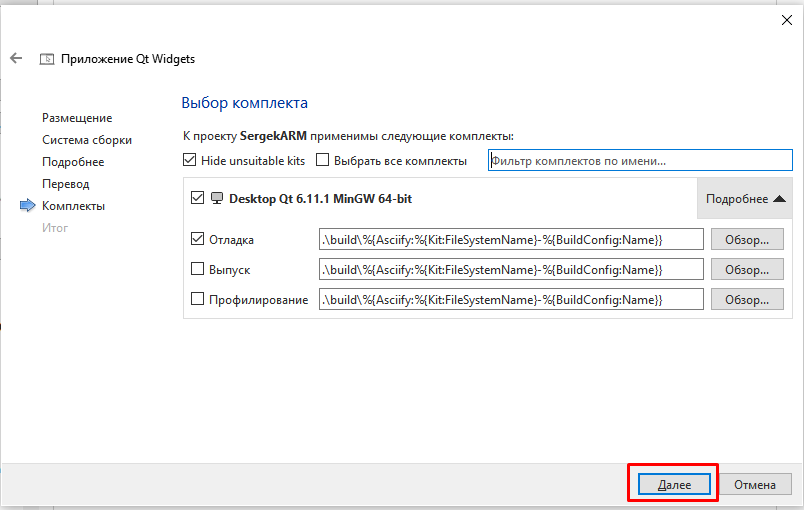 Приложение Qt Widgets
Размещение
Система сборки
Подробнее
Перевод
Комплекты
Итог
Выбор комплекта
К проекту SergekARM применимы следующие комплекты:
Hide unsuitable kits Выбрать все комплекты Фильтр комплектов по имени...
Desktop Qt 6.11.1 MinGW 64-bit Подробнее
Отладка .\build\%{Asciify:%{Kit:FileSystemName}-%{BuildConfig:Name}} Обзор...
Выпуск .\build\%{Asciify:%{Kit:FileSystemName}-%{BuildConfig:Name}} Обзор...
Профилирование .\build\%{Asciify:%{Kit:FileSystemName}-%{BuildConfig:Name}} Обзор...
Далее Отмена